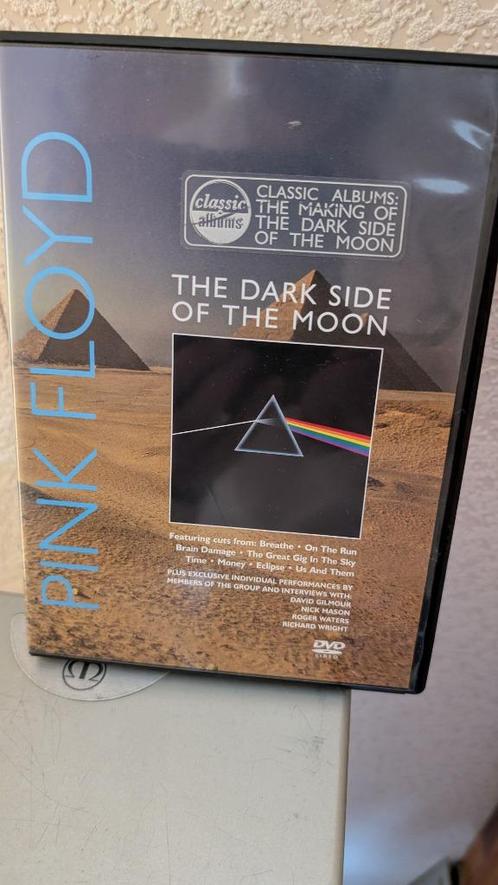 PINK FLOYD
classic
albums
CLASSIC ALBUMS:
THE MAKING OF
THE DARK SIDE
OF THE MOON
THE DARK SIDE
OF THE MOON
Featuring cuts from: Breathe • On The Run
Brain Damage • The Great Gig In The Sky
Time • Money • Eclipse • Us And Them
PLUS EXCLUSIVE INDIVIDUAL PERFORMANCES BY
MEMBERS OF THE GROUP AND INTERVIEWS WITH:
DAVID GILMOUR
NICK MASON
ROGER WATERS
RICHARD WRIGHT
DVD
VIDEO